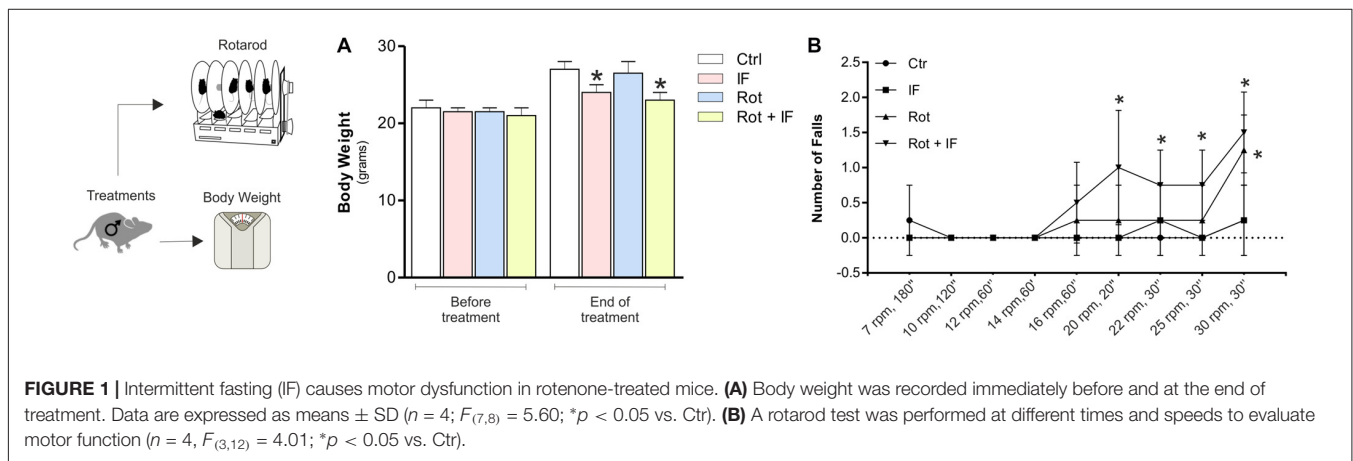 Rotarod
Treatments
Body Weight
A
30
20
10
0
Body Weight
(grams)
Before
treatment
End of
treatment
*
*
Ctrl
IF
Rot
Rot + IF
B
2.5
2.0
1.5
1.0
0.5
0.0
-0.5
Number of Falls
Ctr
IF
Rot
Rot + IF
*
*
*
*
*
7 rpm, 180"
10 rpm,120"
12 rpm,60"
14 rpm,60'
16 rpm,60"
20 rpm, 20"
22 rpm, 30"
25 rpm, 30"
30 rpm, 30"
FIGURE 1 | Intermittent fasting (IF) causes motor dysfunction in rotenone-treated mice. (A) Body weight was recorded immediately before and at the end of
treatment. Data are expressed as means ± SD (n = 4; F(7,8) = 5.60; *p < 0.05 vs. Ctr). (B) A rotarod test was performed at different times and speeds to evaluate
motor function (n = 4, F(3,12) = 4.01; *p < 0.05 vs. Ctr).